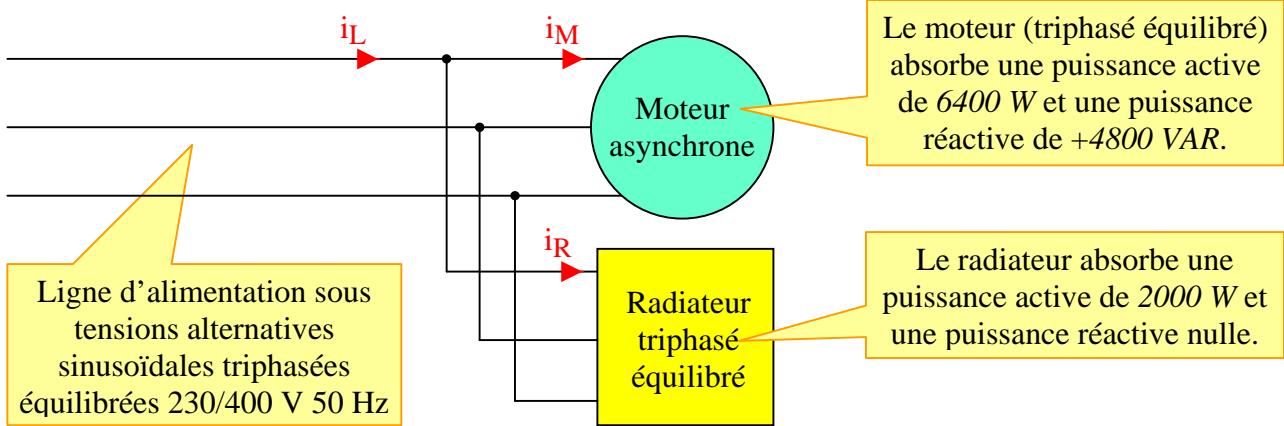 iL
iM
Moteur
asynchrone
Le moteur (triphasé équilibré)
absorbe une puissance active
de 6400 W et une puissance
réactive de +4800 VAR.
Ligne d’alimentation sous
tensions alternatives
sinusoïdales triphasées
équilibrées 230/400 V 50 Hz
iR
Radiateur
triphasé
équilibré
Le radiateur absorbe une
puissance active de 2000 W et
une puissance réactive nulle.